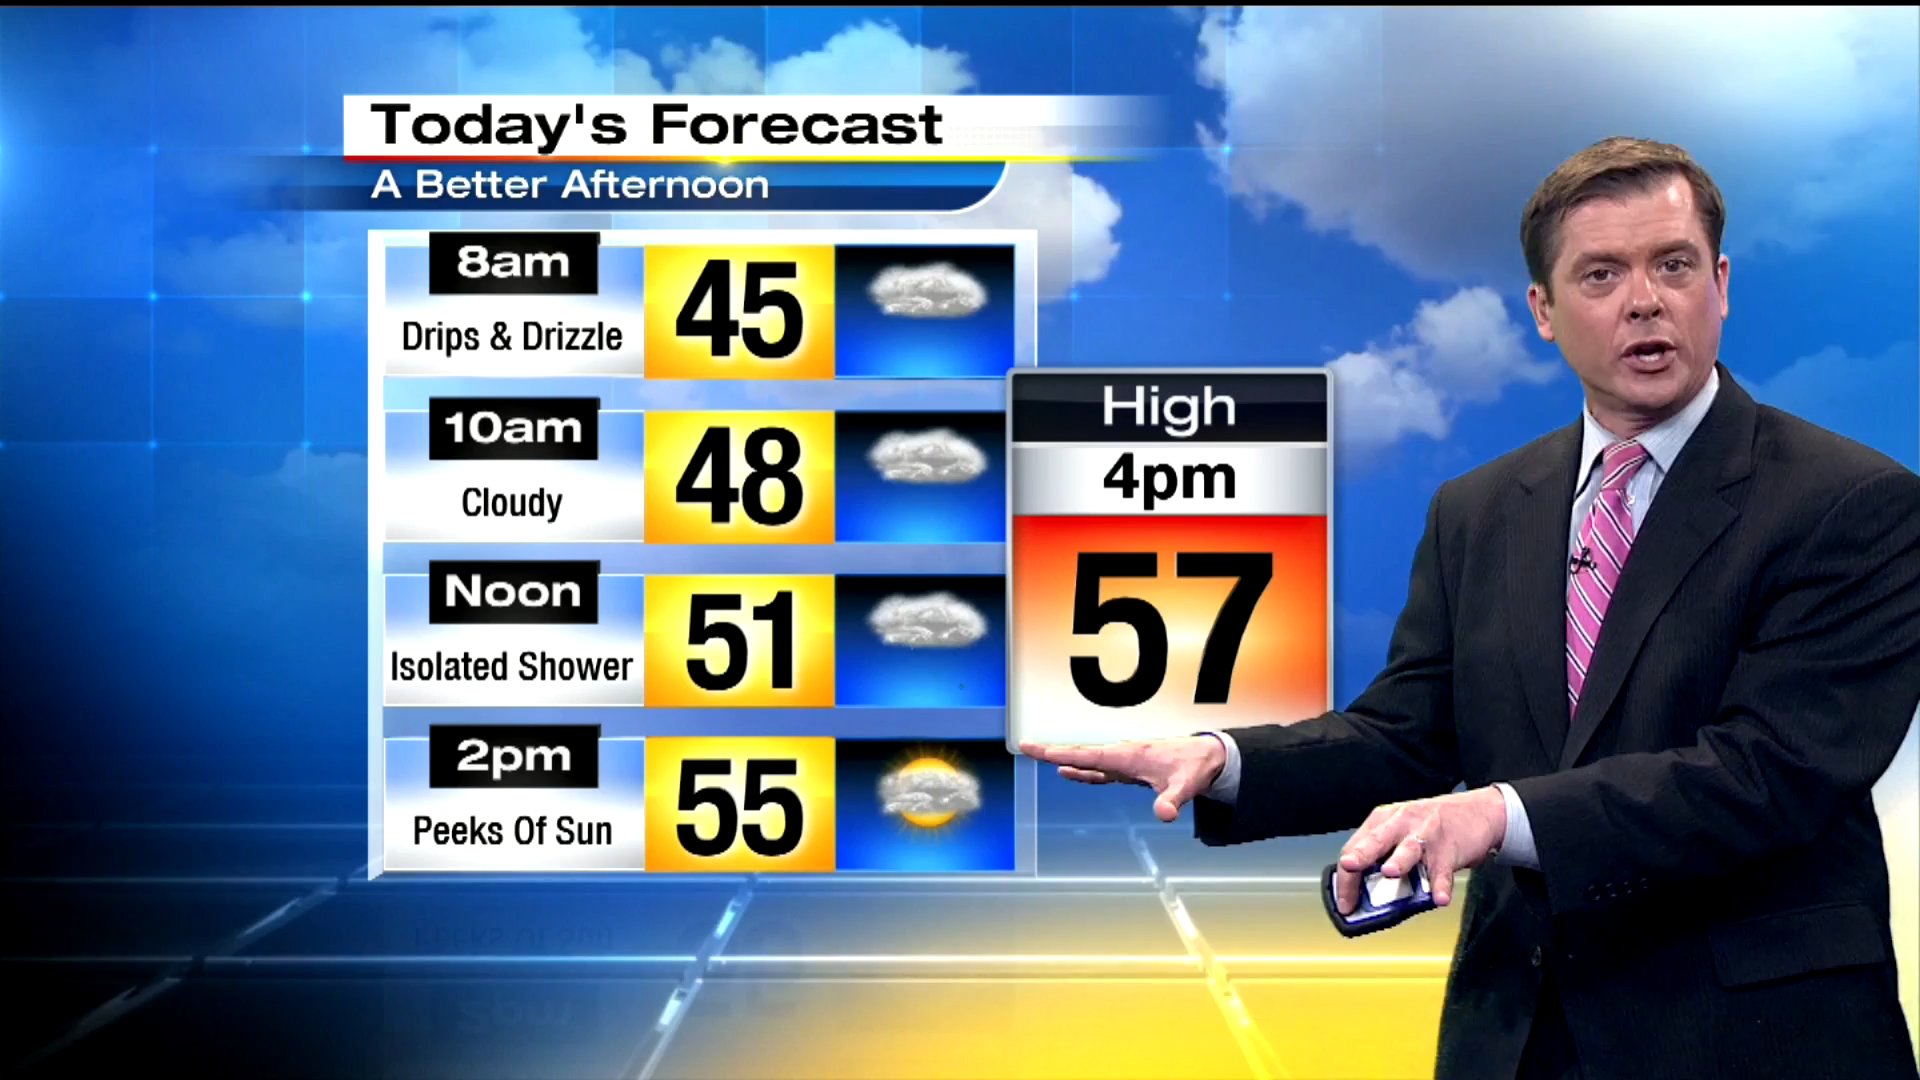 Today's Forecast
A Better Afternoon
8am
Drips & Drizzle
45
10am
Cloudy
48
Noon
Isolated Shower
51
2pm
Peeks Of Sun
55
High
4pm
57